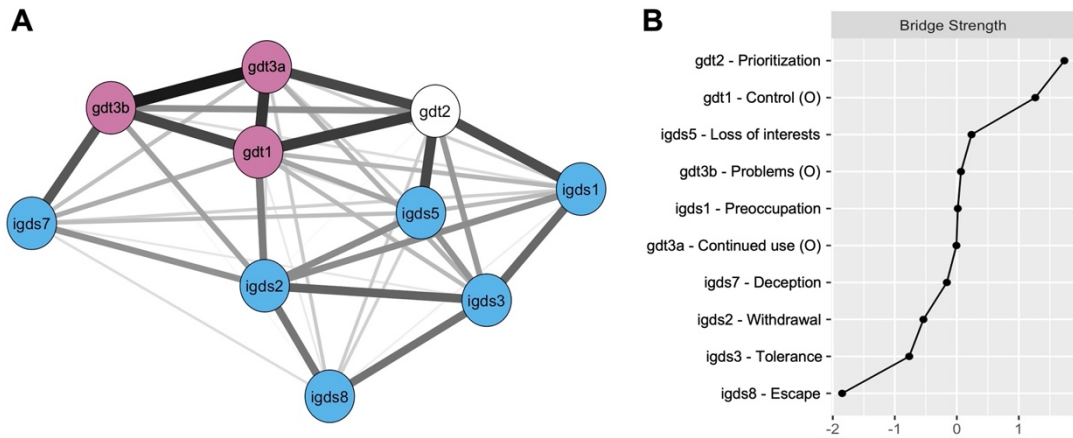 A
gdt3a
gdt3b
gdt2
gdt1
igds1
igds5
igds7
igds2
igds3
igds8
B
Bridge Strength
gdt2 - Prioritization
gdt1 - Control (O)
igds5 - Loss of interests
gdt3b - Problems (O)
igds1 - Preoccupation
gdt3a - Continued use (O)
igds7 - Deception
igds2 - Withdrawal
igds3 - Tolerance
igds8 - Escape
-2 -1 0 1